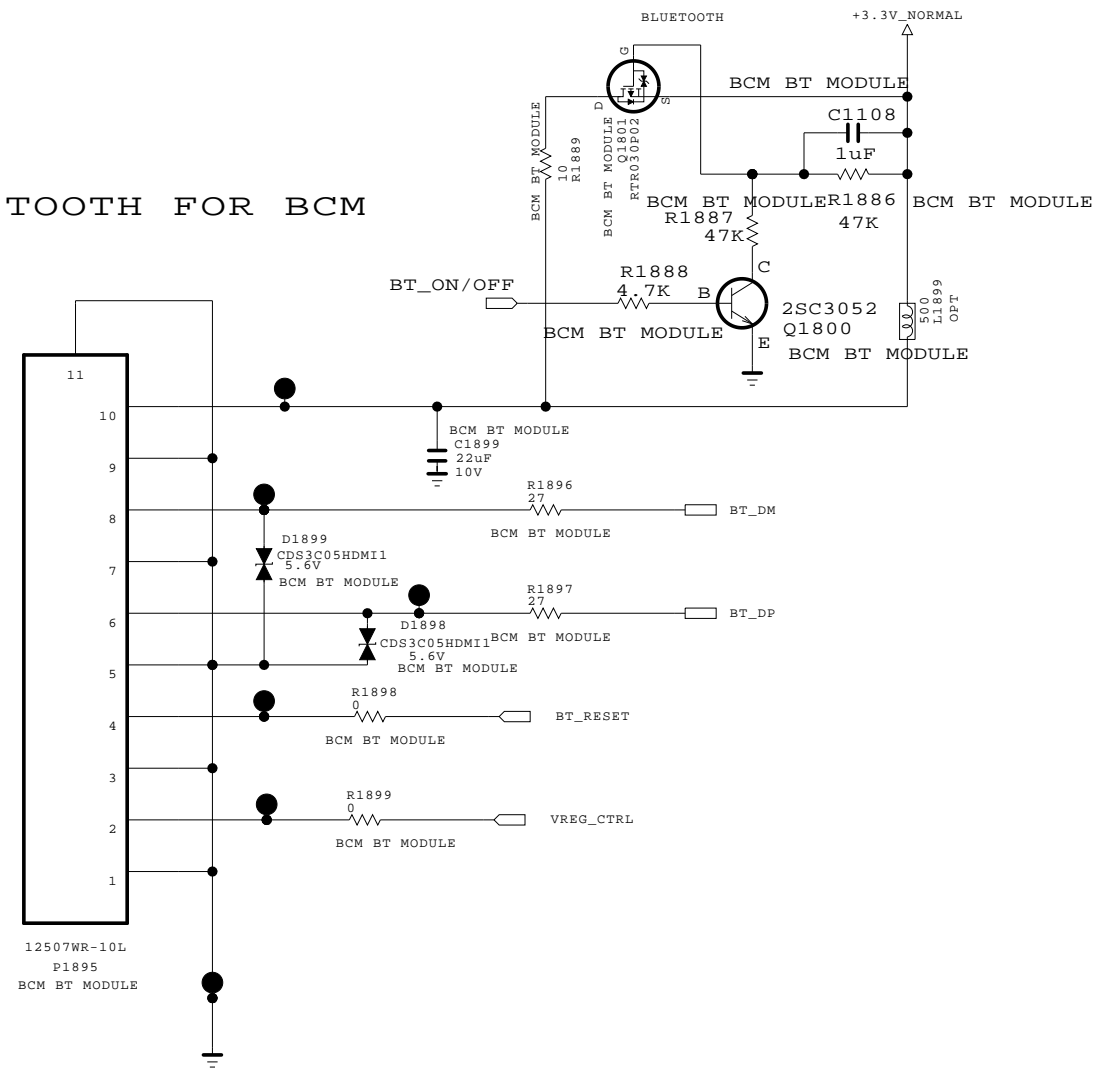 BLUETOOTH
+3.3V_NORMAL
G
D
S
BCM BT MODULE
Q1801
RTR030P02
BCM BT MODULE
BCM BT MODULE
10
R1889
C1108
1uF
TOOTH FOR BCM
BCM BT MODULE
R1887
47K
R1886
47K
BCM BT MODULE
BT_ON/OFF
R1888
4.7K
BCM BT MODULE
B
C
E
2SC3052
Q1800
BCM BT MODULE
500
L1899
OPT
11
10
9
8
7
6
5
4
3
2
1
BCM BT MODULE
C1899
22uF
10V
R1896
27
BCM BT MODULE
BT_DM
D1899
CDS3C05HDMI1
5.6V
BCM BT MODULE
R1897
27
BCM BT MODULE
BT_DP
D1898
CDS3C05HDMI1
5.6V
BCM BT MODULE
R1898
0
BCM BT MODULE
BT_RESET
R1899
0
BCM BT MODULE
VREG_CTRL
12507WR-10L
P1895
BCM BT MODULE